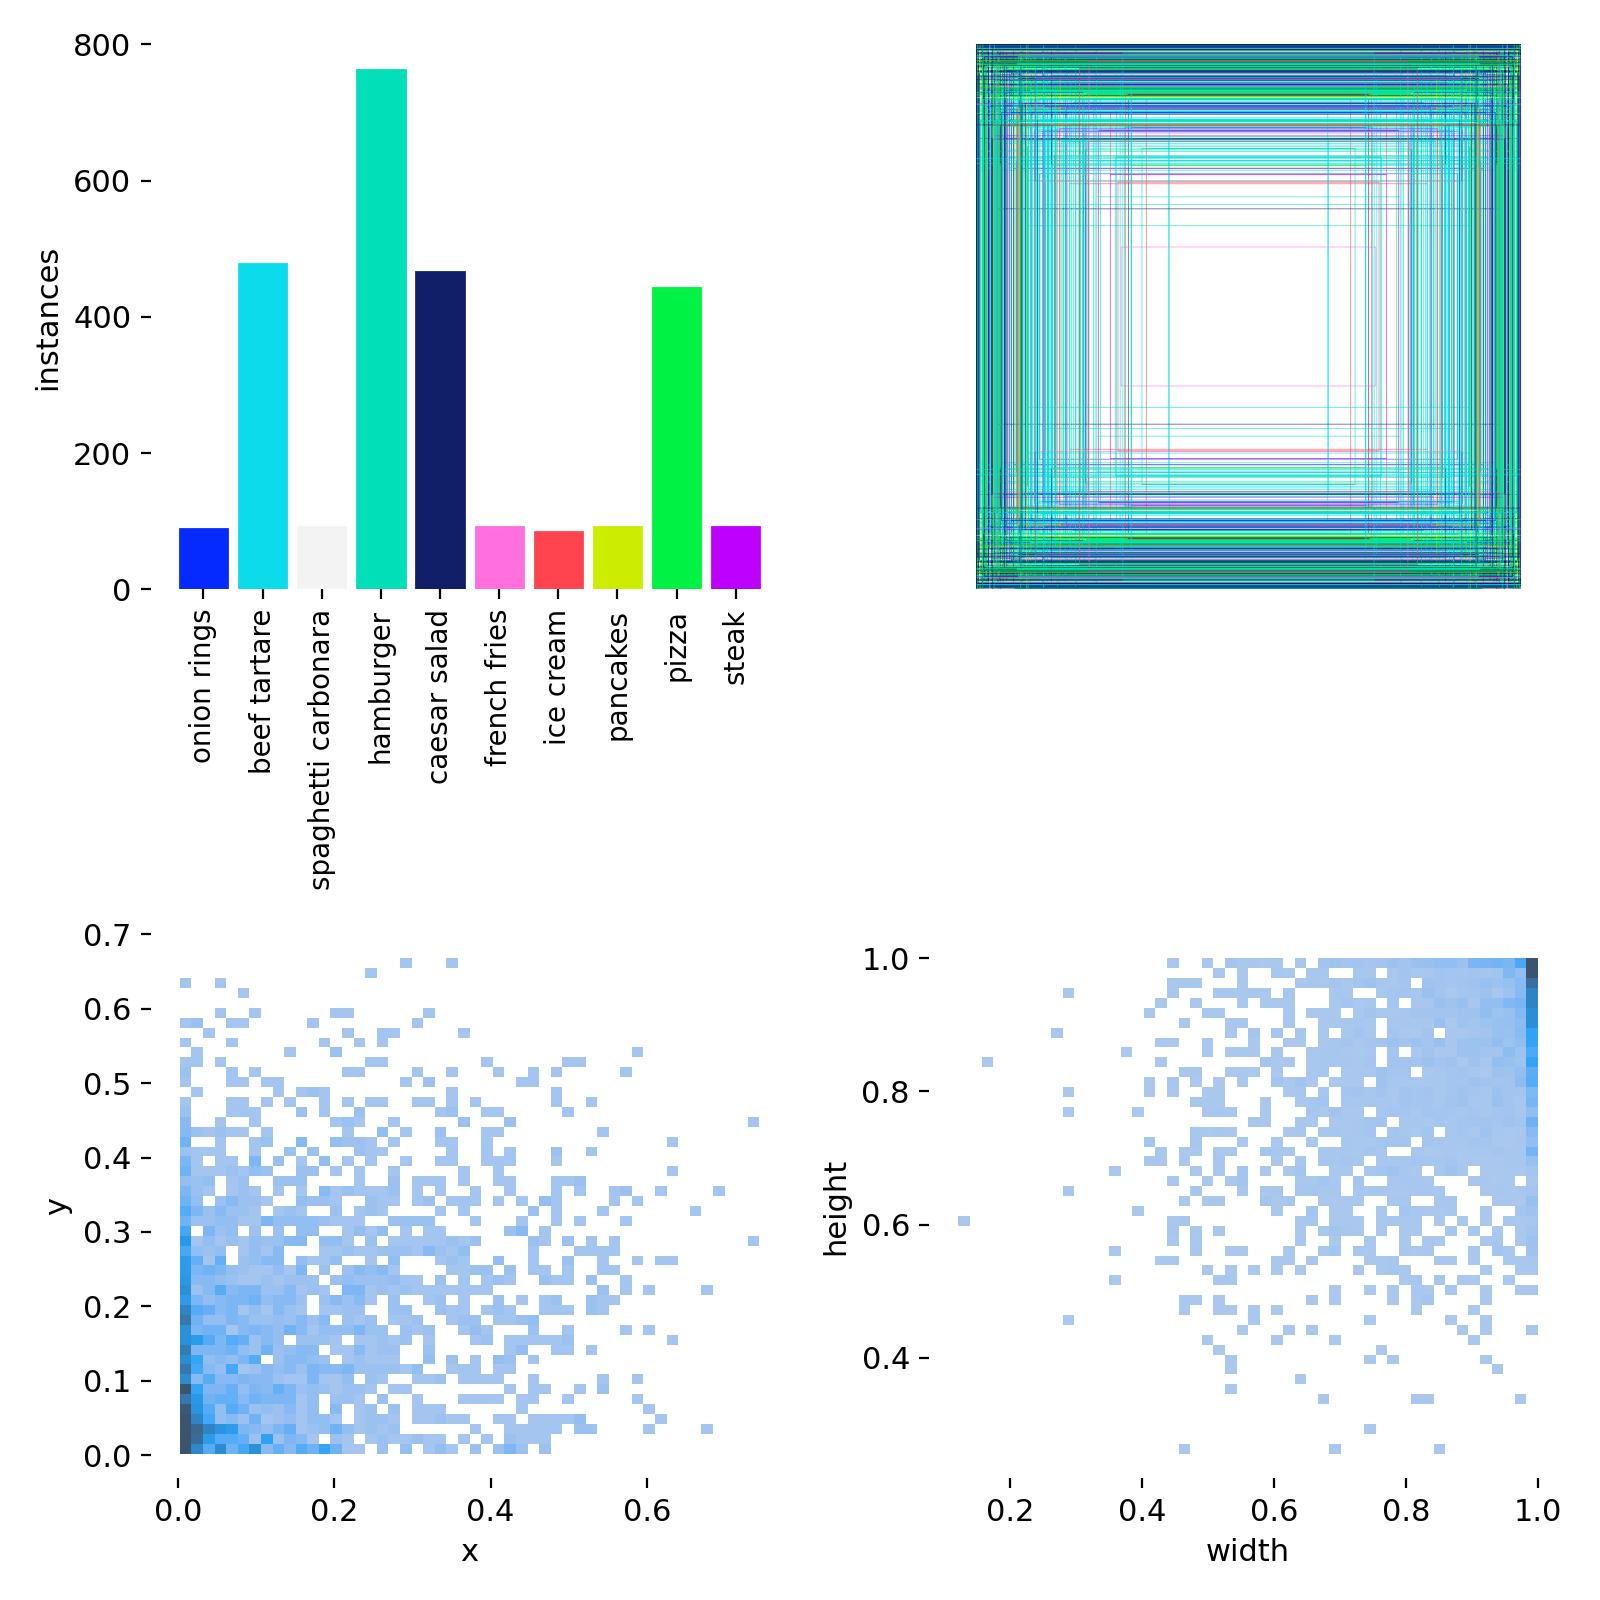 800
600
400
200
0
instances
onion rings
beef tartare
spaghetti carbonara
hamburger
caesar salad
french fries
ice cream
pancakes
pizza
steak
0.7
0.6
0.5
0.4
0.3
0.2
0.1
0.0
y
0.0 0.2 0.4 0.6
x
1.0
0.8
0.6
0.4
height
0.2 0.4 0.6 0.8 1.0
width